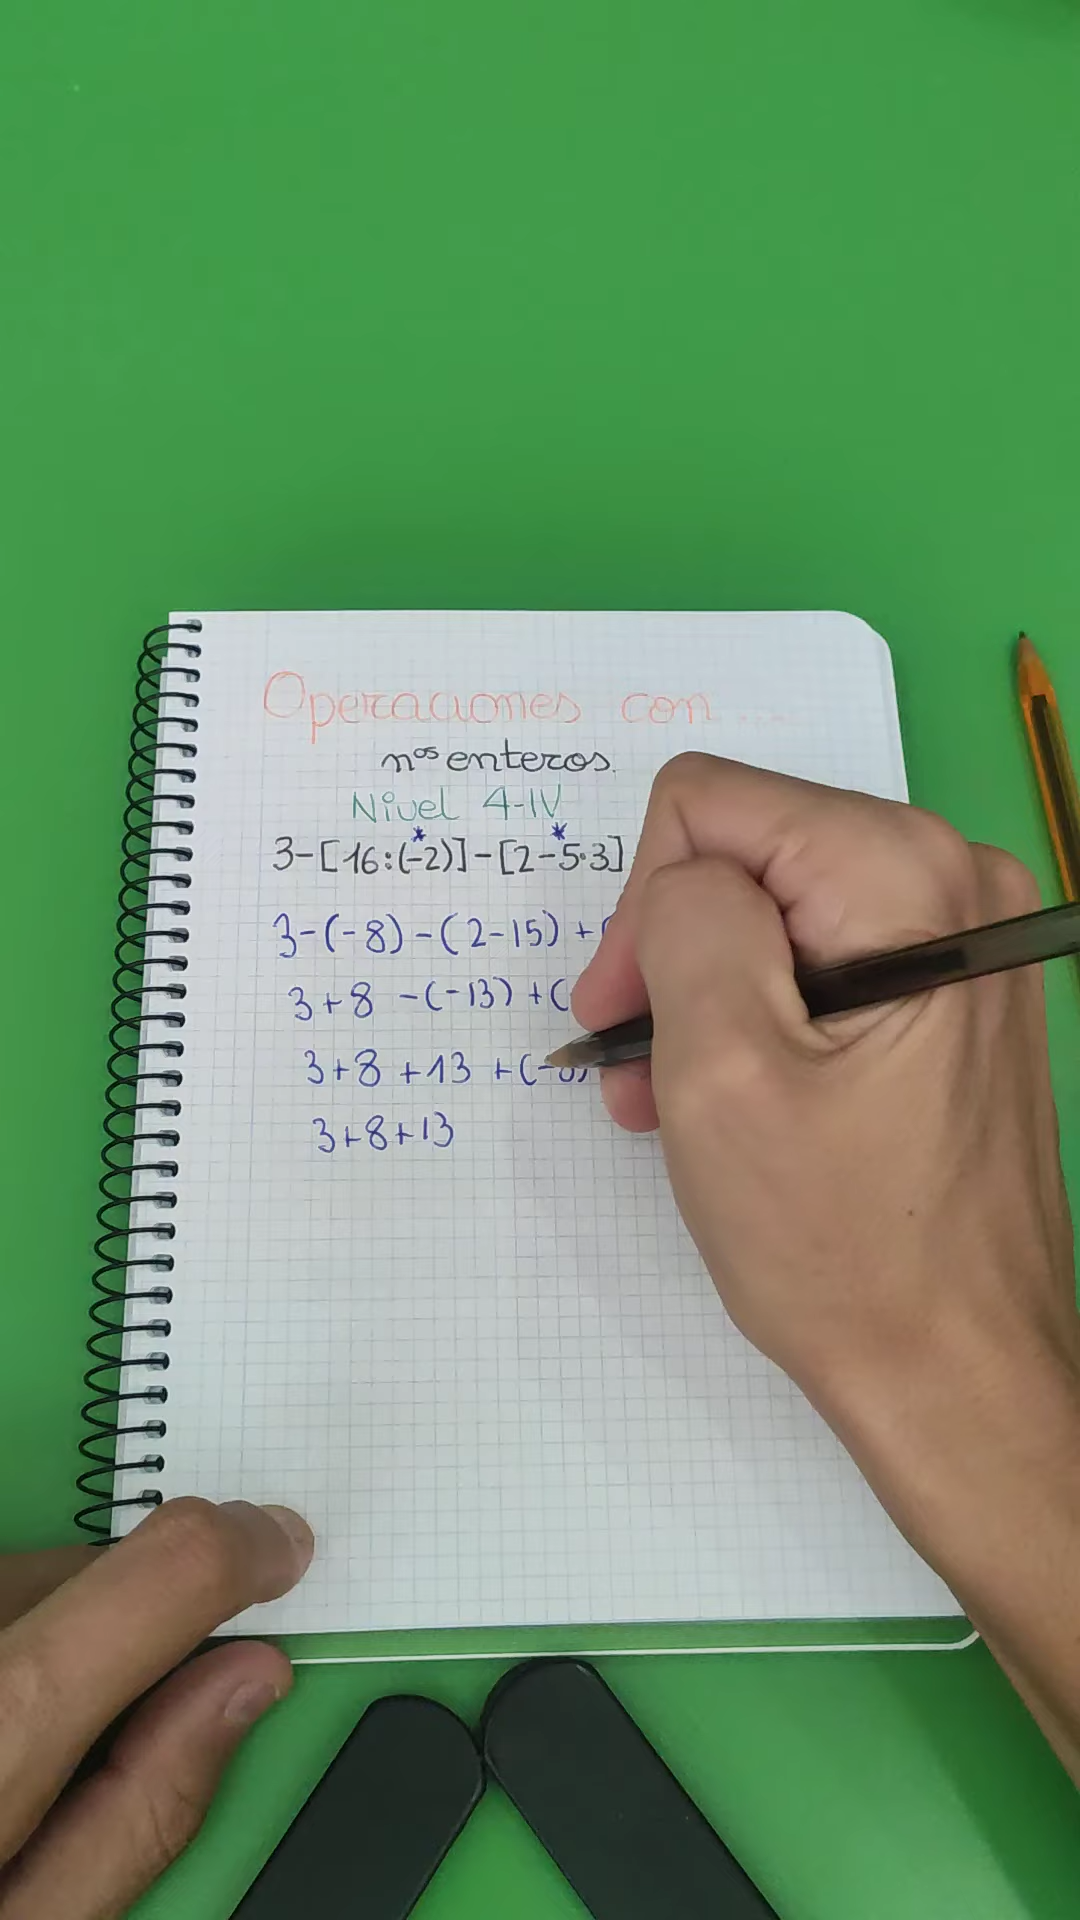 Operaciones con ...
nos enteros.
Nivel 4-IV
* *
3-[16:(-2)]-[2-5·3]
3-(-8)-(2-15)+(
3+8 -(-13)+(
3+8 +13 +(-
3+8+13